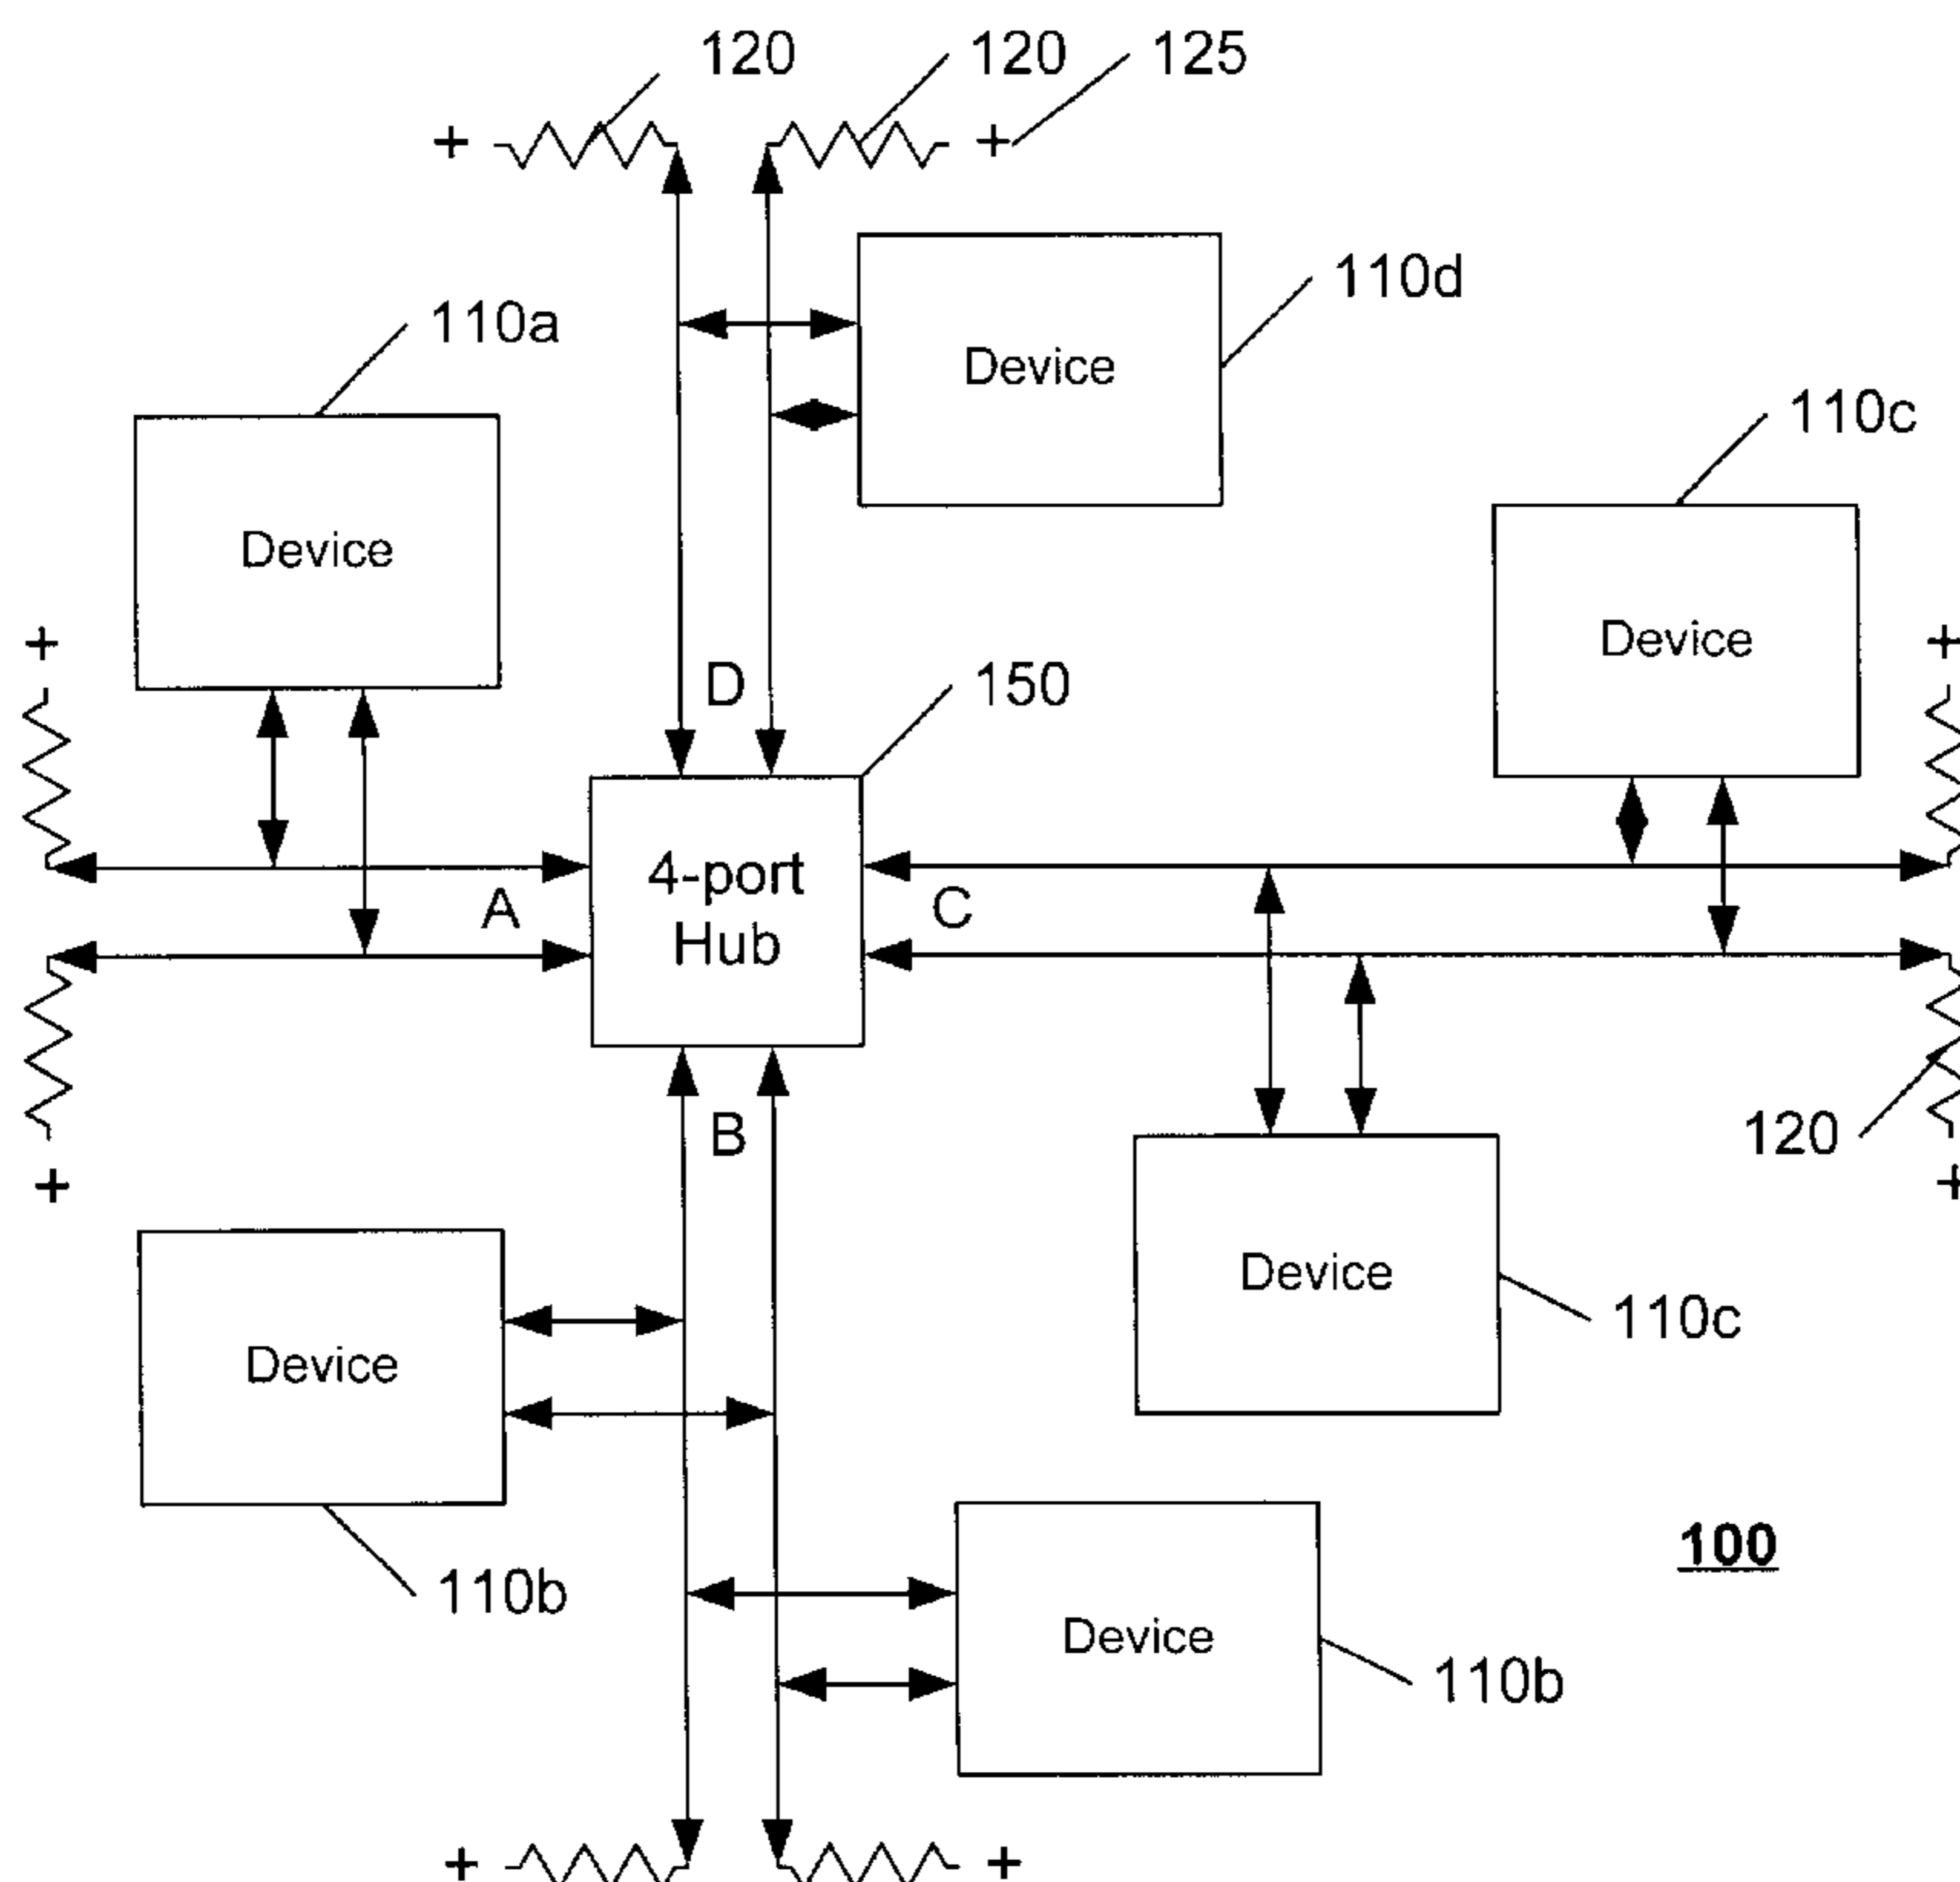 120
120
125
+
+
110d
110a
Device
110c
Device
Device
+
+
D
150
4-port
Hub
A
C
B
120
+
+
Device
110c
Device
110b
100
Device
110b
+
+